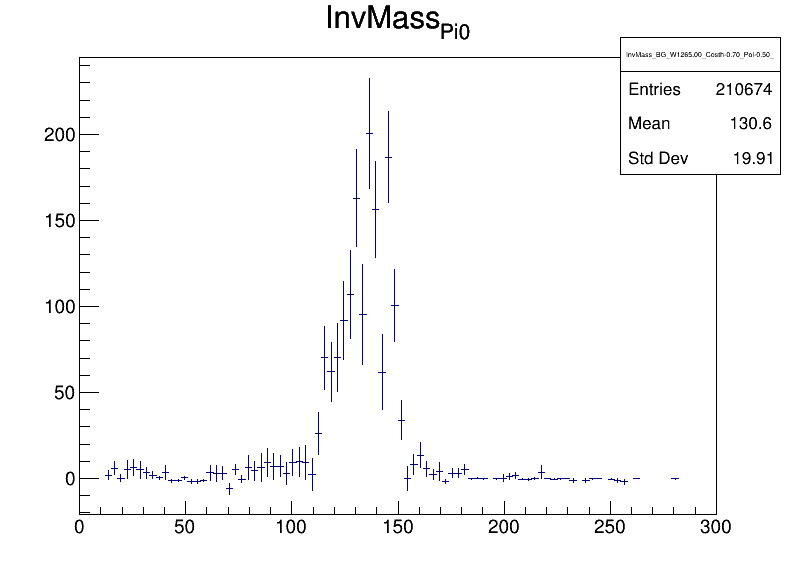 InvMass_Pi0
InvMass_BG_W1265.00_Costh-0.70_Pol-0.50_
Entries 210674
Mean 130.6
Std Dev 19.91
200
150
100
50
0
0 50 100 150 200 250 300